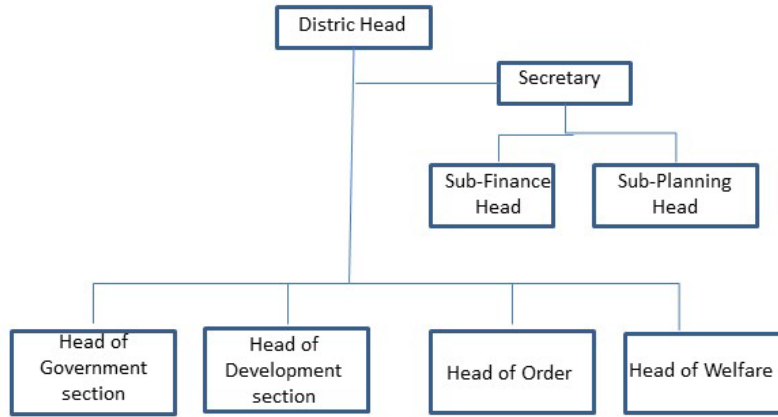 Distric Head
Secretary
Sub-Finance
Head
Sub-Planning
Head
Head of
Government
section
Head of
Development
section
Head of Order
Head of Welfare